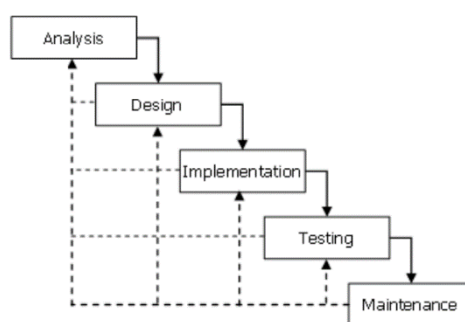 Analysis
Design
Implementation
Testing
Maintenance